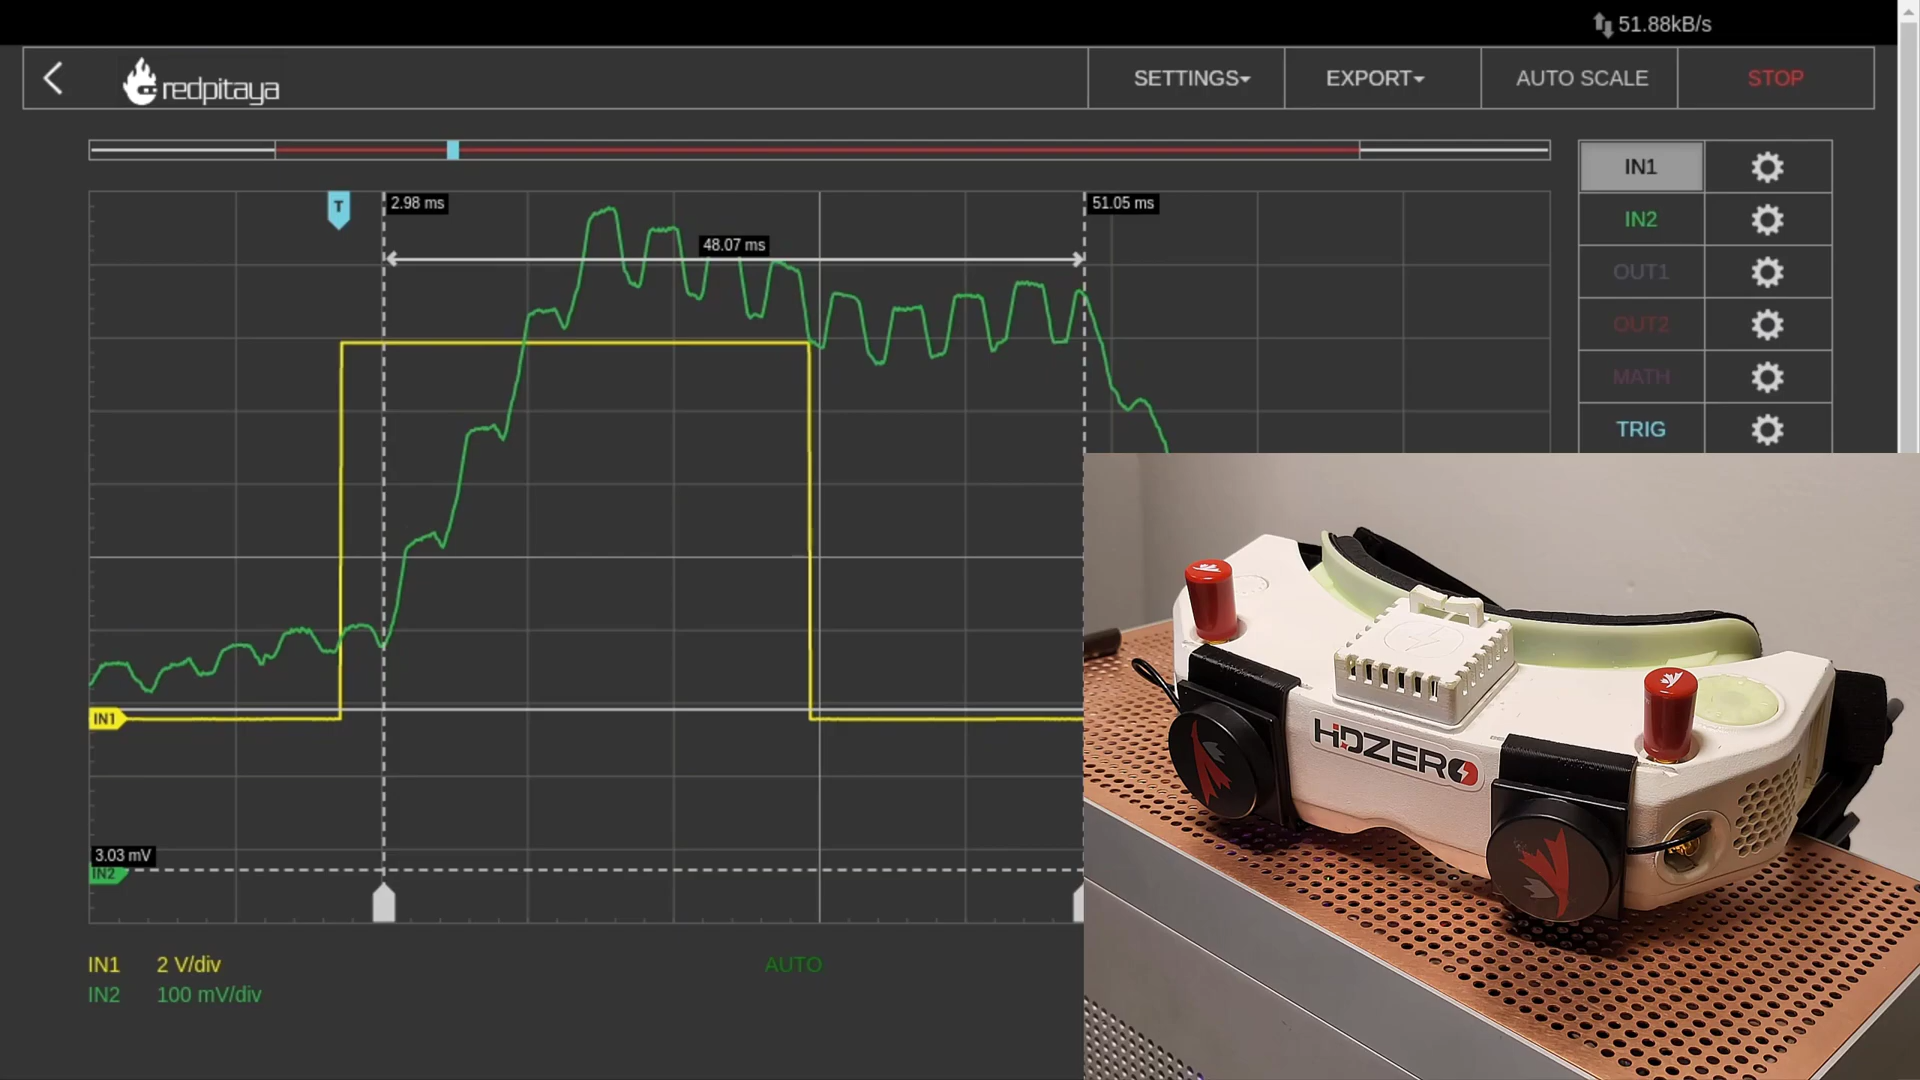 51.88kB/s
redpitaya
SETTINGS
EXPORT
AUTO SCALE
STOP
IN1
IN2
OUT1
OUT2
MATH
TRIG
T
2.98 ms
51.05 ms
48.07 ms
IN1
3.03 mV
IN2
IN1 2 V/div
IN2 100 mV/div
AUTO
HDZERO